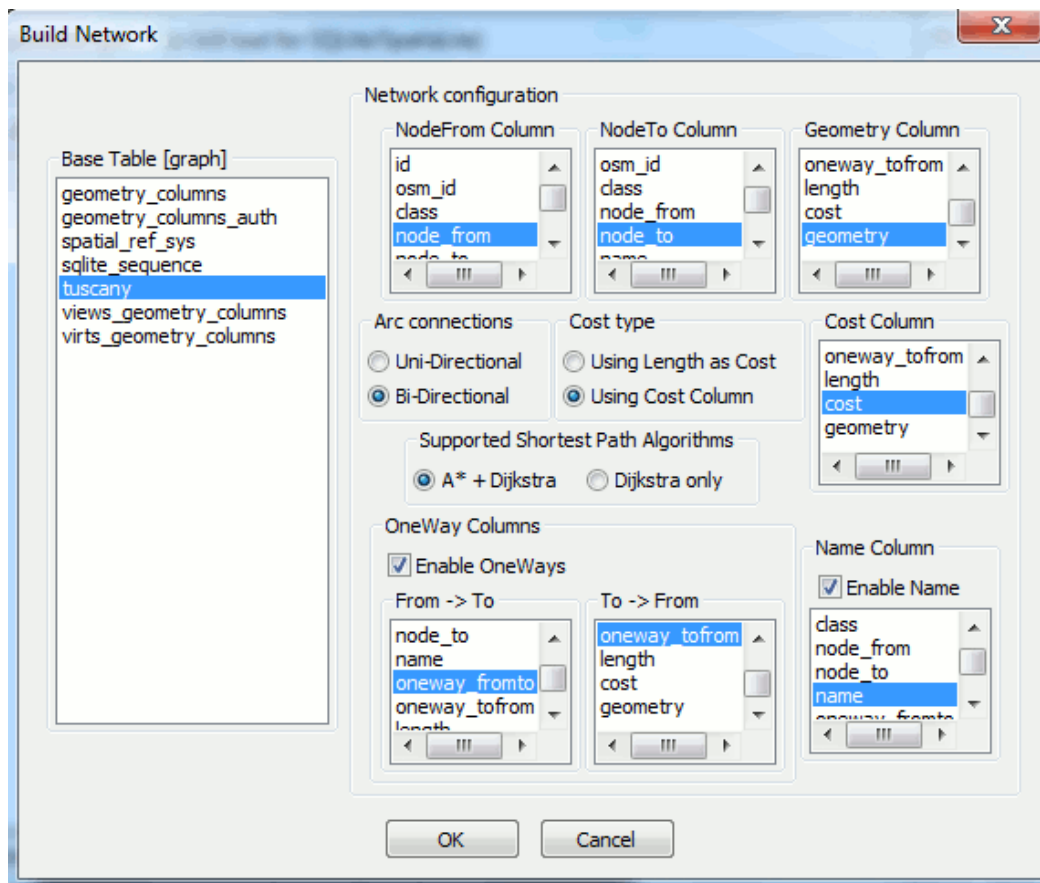 Build Network
Network configuration
Base Table [graph]
geometry_columns
geometry_columns_auth
spatial_ref_sys
sqlite_sequence
tuscany
views_geometry_columns
virts_geometry_columns
NodeFrom Column
id
osm_id
class
node_from
node_to
NodeTo Column
osm_id
class
node_from
node_to
name
Geometry Column
oneway_tofrom
length
cost
geometry
Arc connections
Uni-Directional
Bi-Directional
Cost type
Using Length as Cost
Using Cost Column
Cost Column
oneway_tofrom
length
cost
geometry
Supported Shortest Path Algorithms
A* + Dijkstra
Dijkstra only
OneWay Columns
Enable OneWays
From -> To
node_to
name
oneway_fromto
oneway_tofrom
length
To -> From
oneway_tofrom
length
cost
geometry
Name Column
Enable Name
class
node_from
node_to
name
oneway_fromto
OK
Cancel